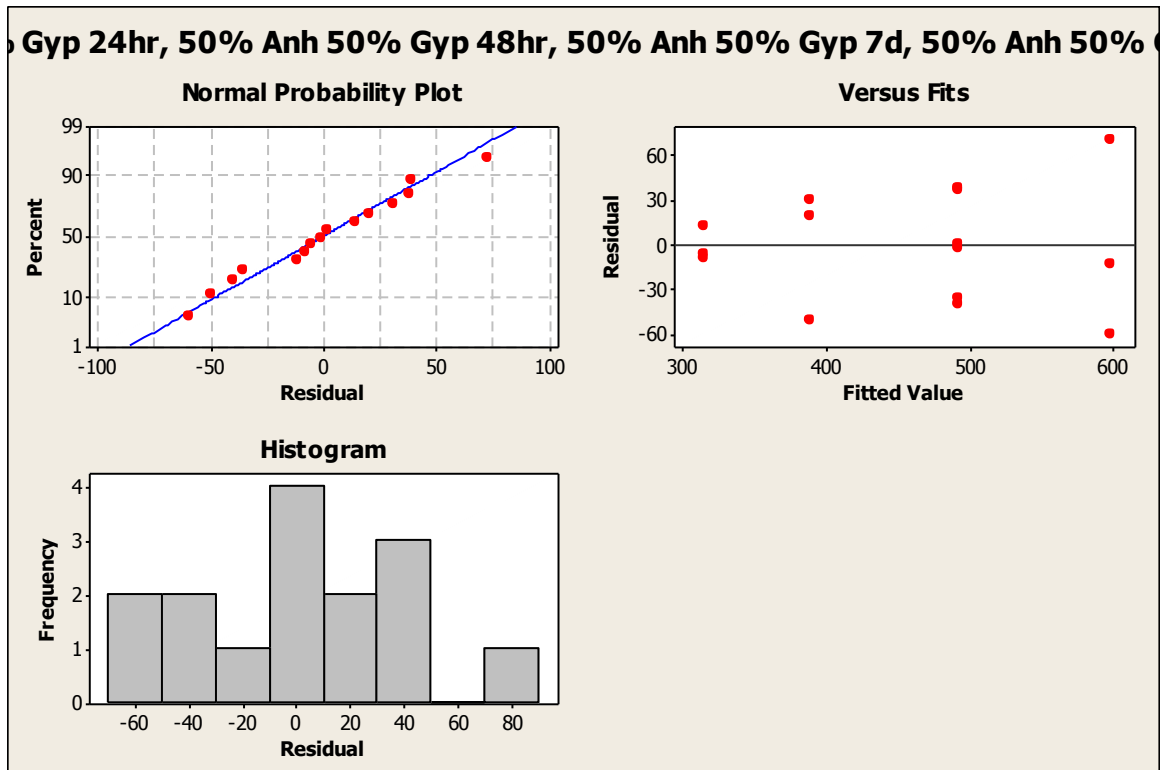 Gyp 24hr, 50% Anh 50% Gyp 48hr, 50% Anh 50% Gyp 7d, 50% Anh 50%
Normal Probability Plot
99
90
50
10
1
Percent
-100 -50 0 50 100
Residual
Versus Fits
60
30
0
-30
-60
Residual
300 400 500 600
Fitted Value
Histogram
4
3
2
1
0
Frequency
-60 -40 -20 0 20 40 60 80
Residual